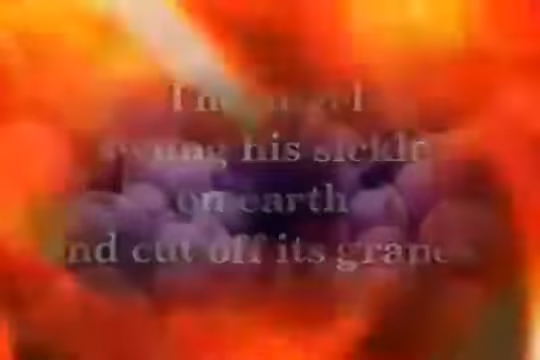 The angel
swung his sickle
on earth
and cut off its grapes